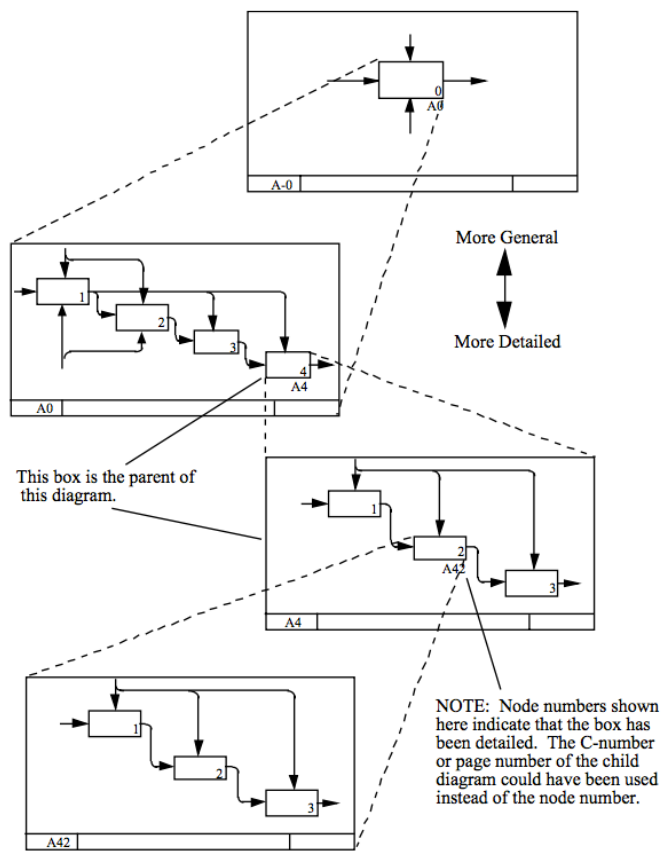 0
A0
A-0
More General
More Detailed
1
2
3
4
A4
A0
This box is the parent of
this diagram.
1
2
A42
3
A4
NOTE: Node numbers shown
here indicate that the box has
been detailed. The C-number
or page number of the child
diagram could have been used
instead of the node number.
1
2
3
A42